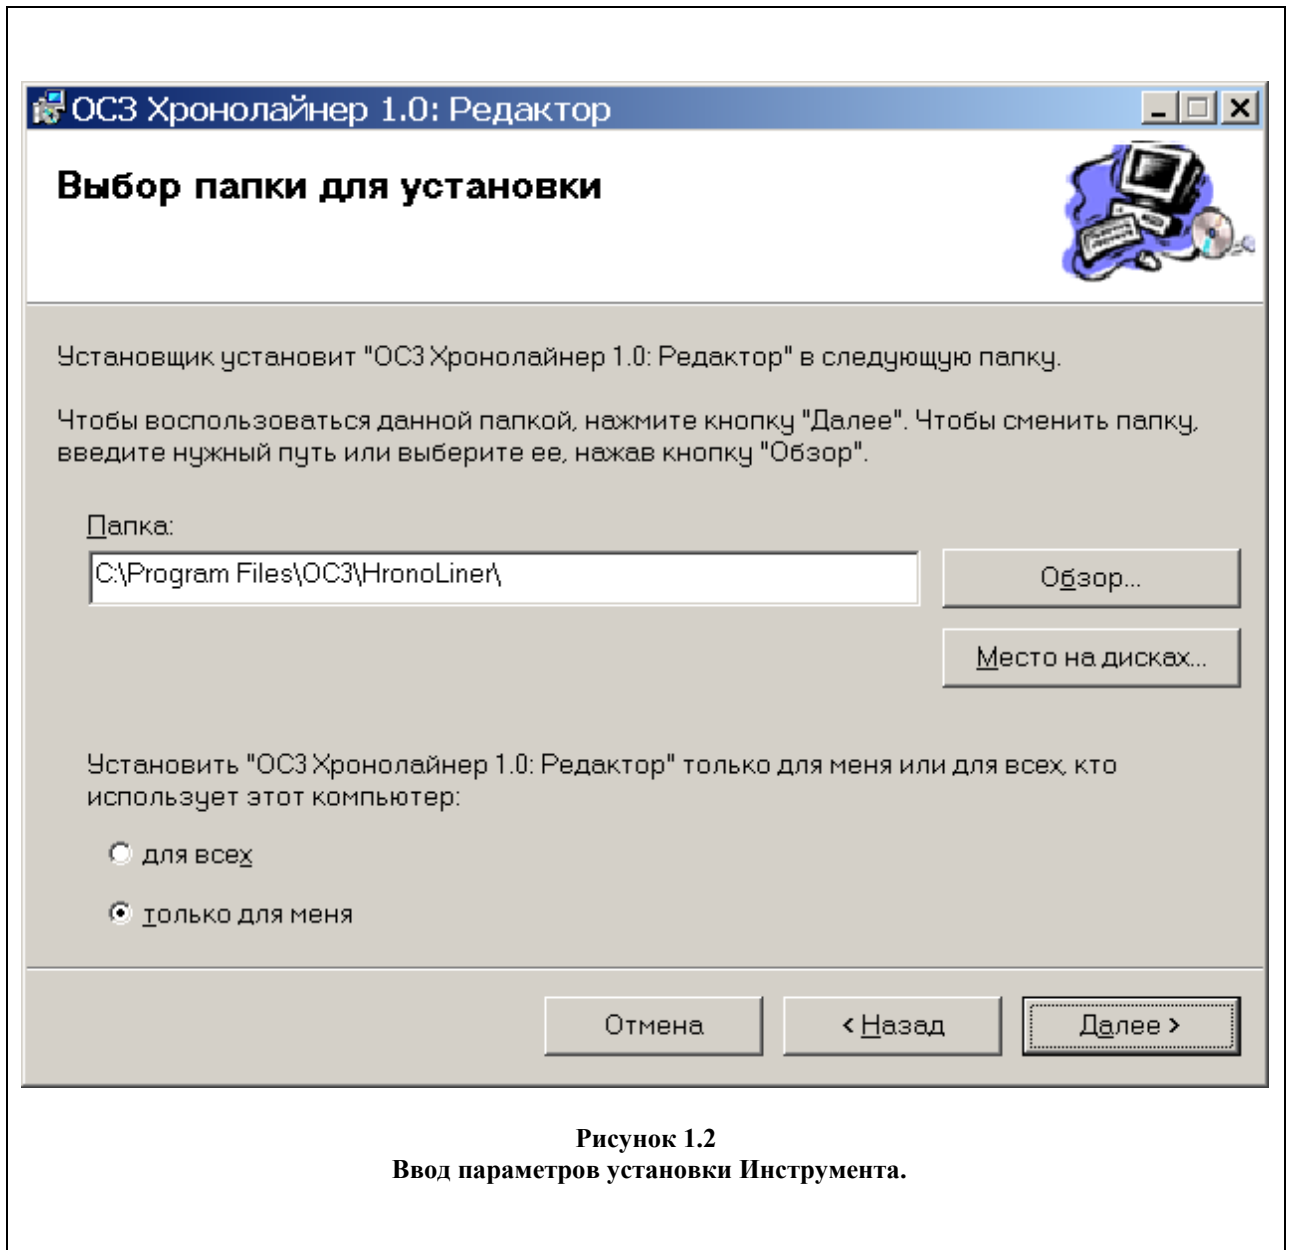 ОС3 Хронолайнер 1.0: Редактор
Выбор папки для установки
Установщик установит "ОС3 Хронолайнер 1.0: Редактор" в следующую папку.
Чтобы воспользоваться данной папкой, нажмите кнопку "Далее". Чтобы сменить папку,
введите нужный путь или выберите ее, нажав кнопку "Обзор".
Папка:
C:\Program Files\OC3\HronoLiner\
Обзор...
Место на дисках...
Установить "ОС3 Хронолайнер 1.0: Редактор" только для меня или для всех, кто
использует этот компьютер:
для всех
только для меня
Отмена
< Назад
Далее >
Рисунок 1.2
Ввод параметров установки Инструмента.